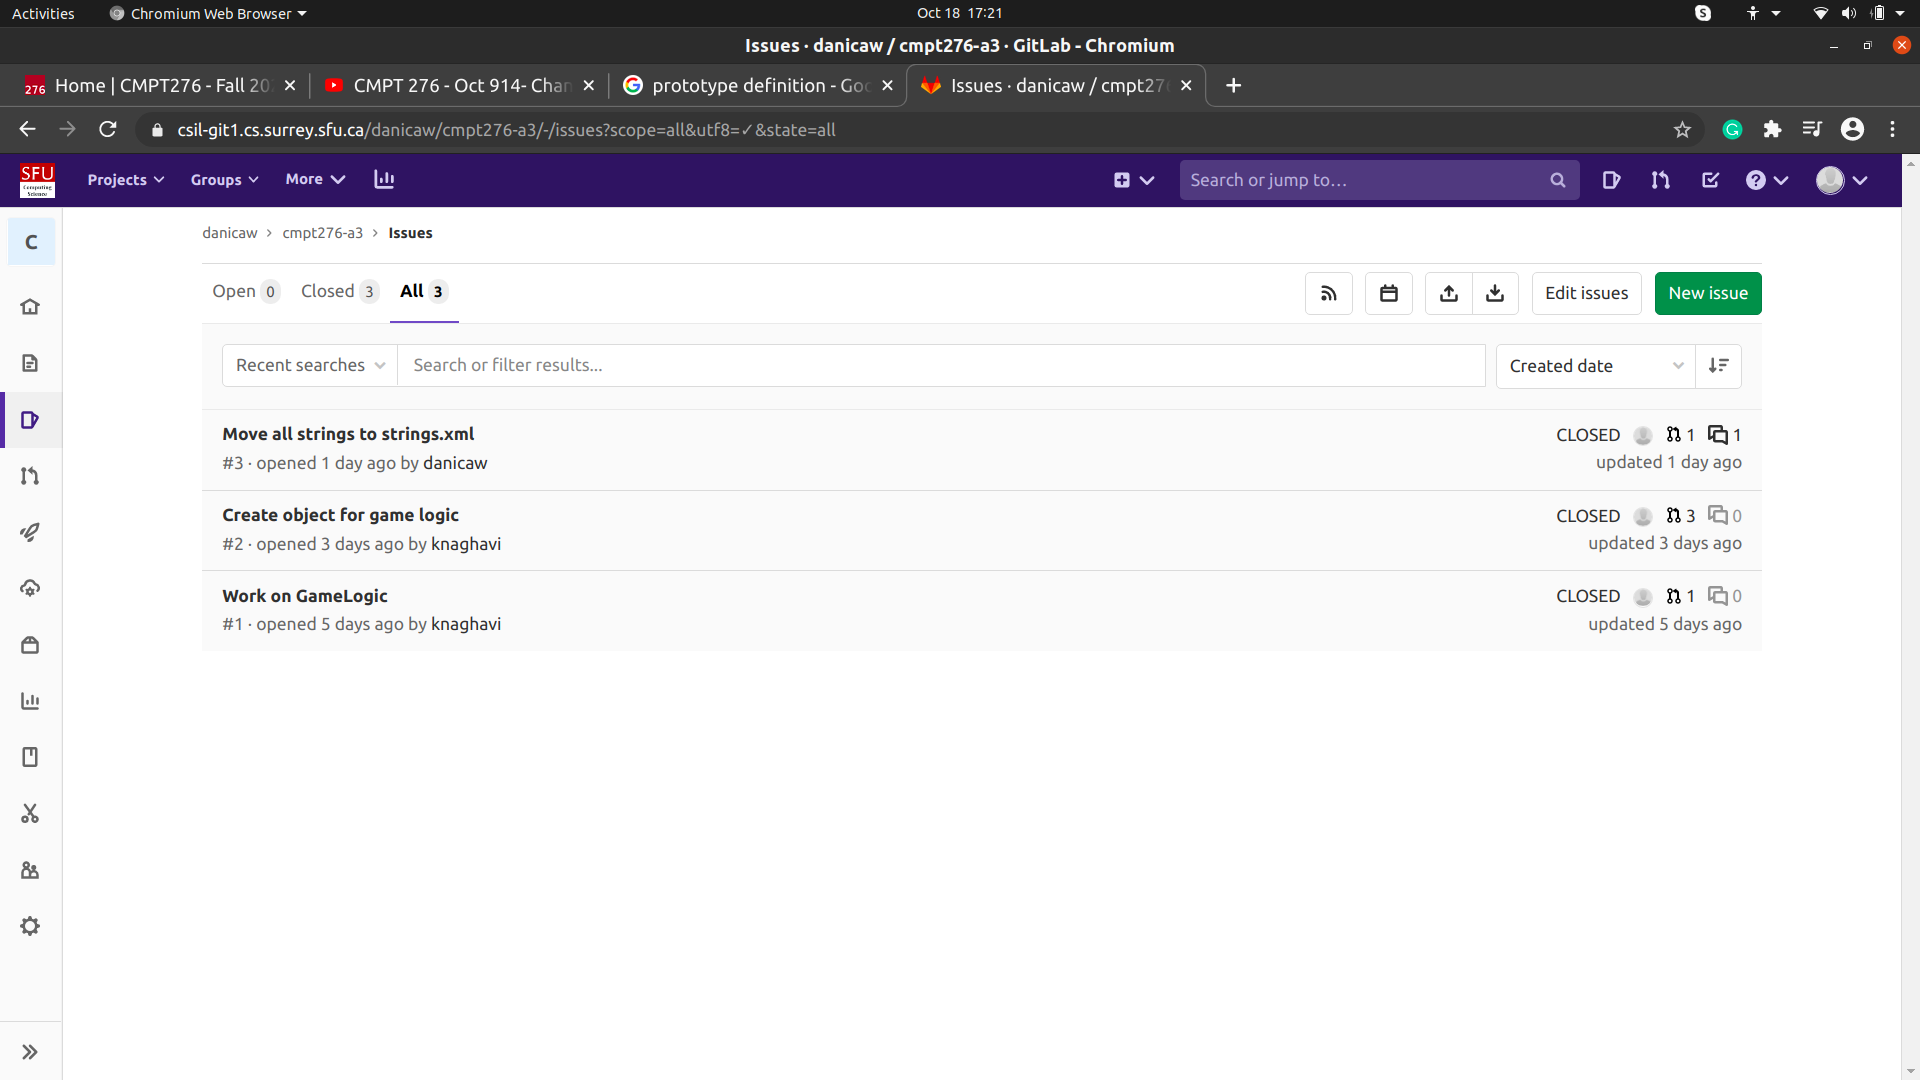 Activities
Chromium Web Browser
Oct 18 17:21
Issues · danicaw / cmpt276-a3 · GitLab - Chromium
276
Home | CMPT276 - Fall 20
CMPT 276 - Oct 914- Chan
prototype definition - Goo
Issues · danicaw / cmpt276
csil-git1.cs.surrey.sfu.ca/danicaw/cmpt276-a3/-/issues?scope=all&utf8=✓&state=all
SFU
Computing
Science
Projects
Groups
More
Search or jump to…
C
danicaw › cmpt276-a3 › Issues
Open 0
Closed 3
All 3
Edit issues
New issue
Recent searches
Search or filter results...
Created date
Move all strings to strings.xml
CLOSED 1 1
#3 · opened 1 day ago by danicaw
updated 1 day ago
Create object for game logic
CLOSED 3 0
#2 · opened 3 days ago by knaghavi
updated 3 days ago
Work on GameLogic
CLOSED 1 0
#1 · opened 5 days ago by knaghavi
updated 5 days ago